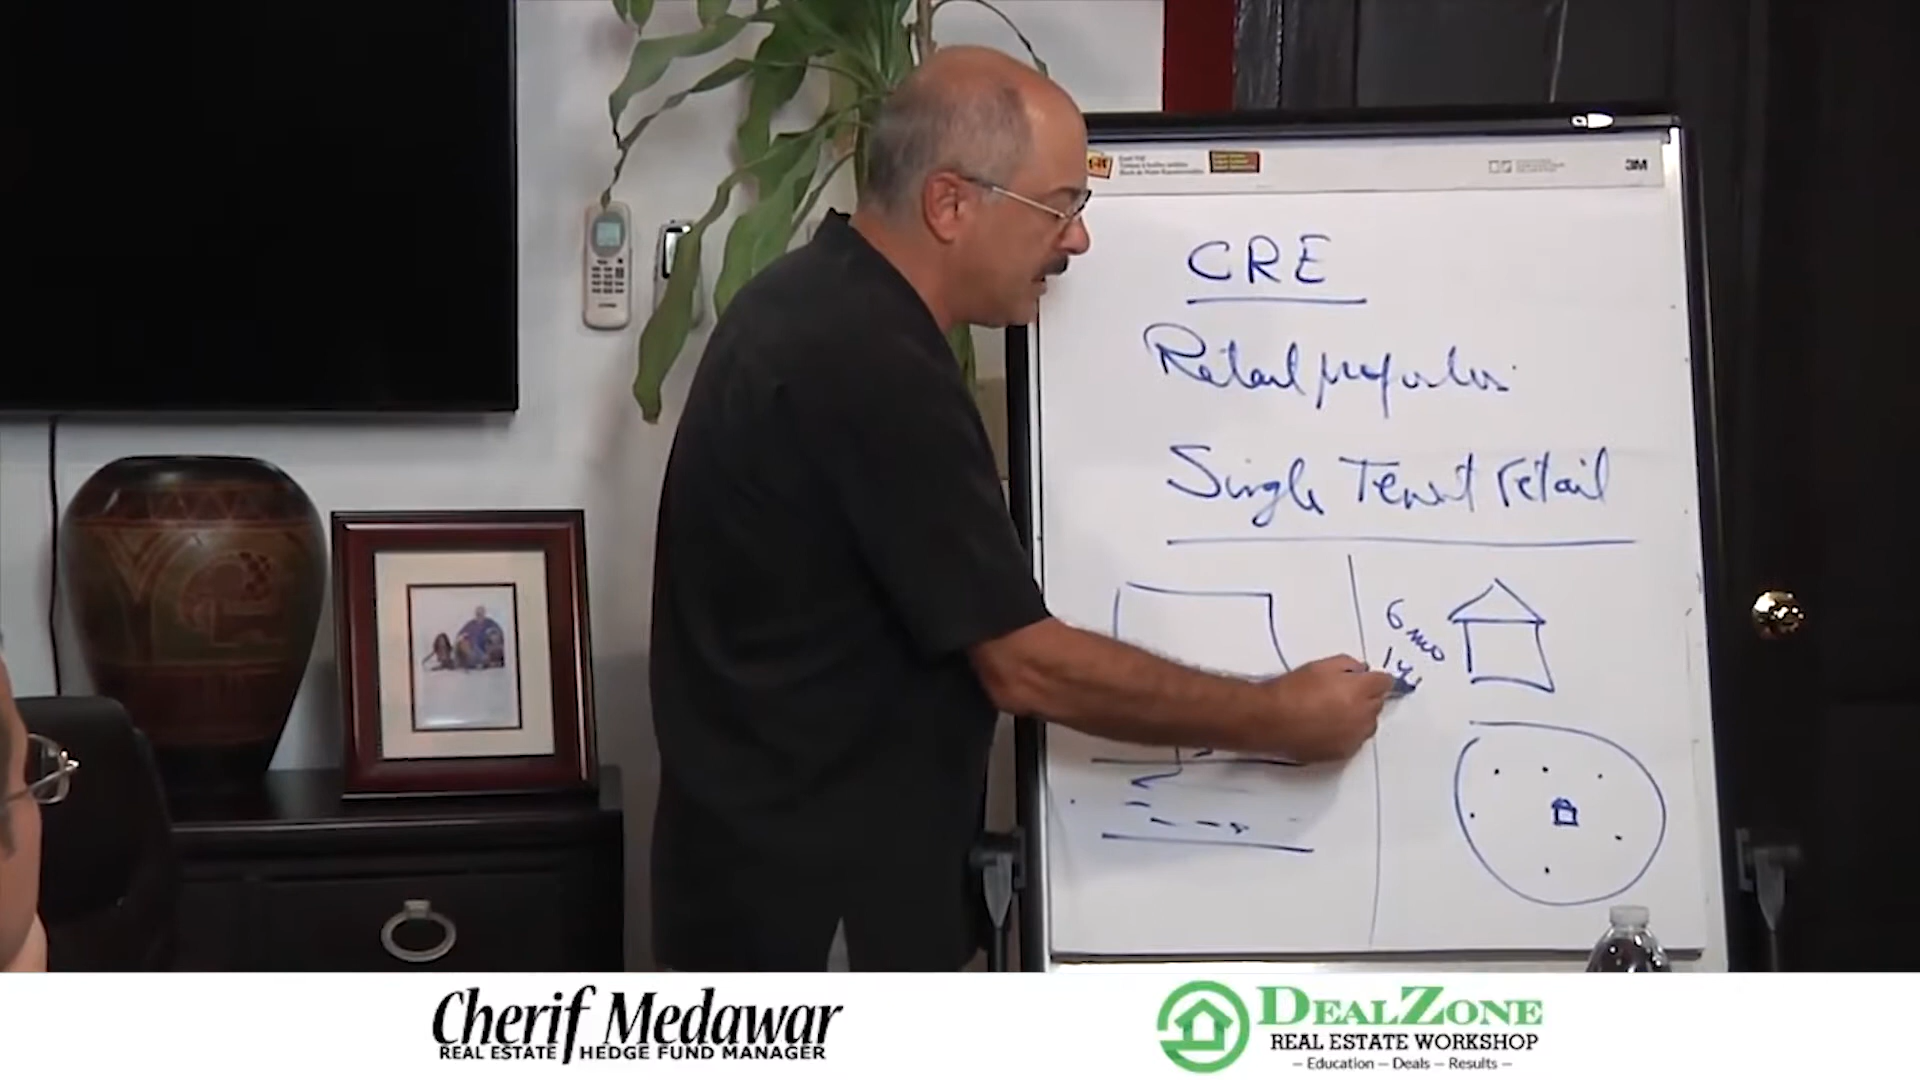 3M
CRE
Retail properties
Single Tenant retail
6 mo
1 yr
Cherif Medawar
REAL ESTATE HEDGE FUND MANAGER
DEALZONE
REAL ESTATE WORKSHOP
– Education – Deals – Results –